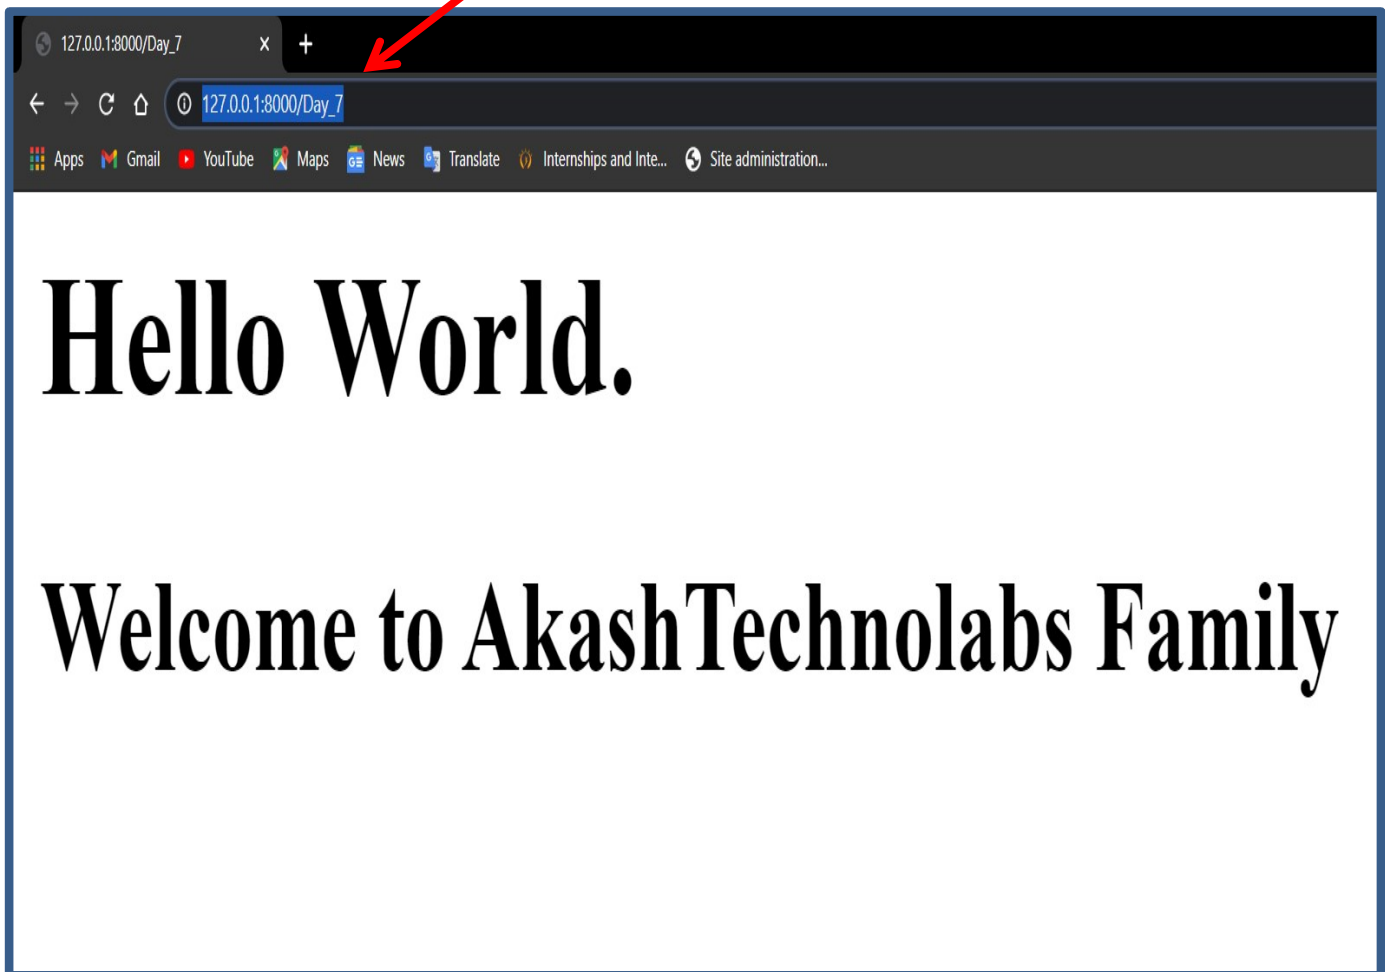 127.0.0.1:8000/Day_7
127.0.0.1:8000/Day_7
Apps Gmail YouTube Maps GE News Translate Internships and Inte... Site administration...
Hello World.
Welcome to AkashTechnolabs Family